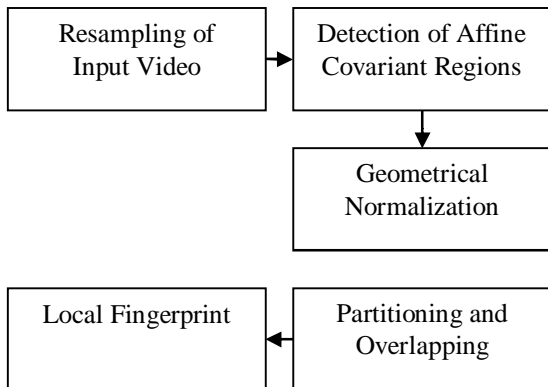 Resampling of
Input Video
Detection of Affine
Covariant Regions
Geometrical
Normalization
Partitioning and
Overlapping
Local Fingerprint